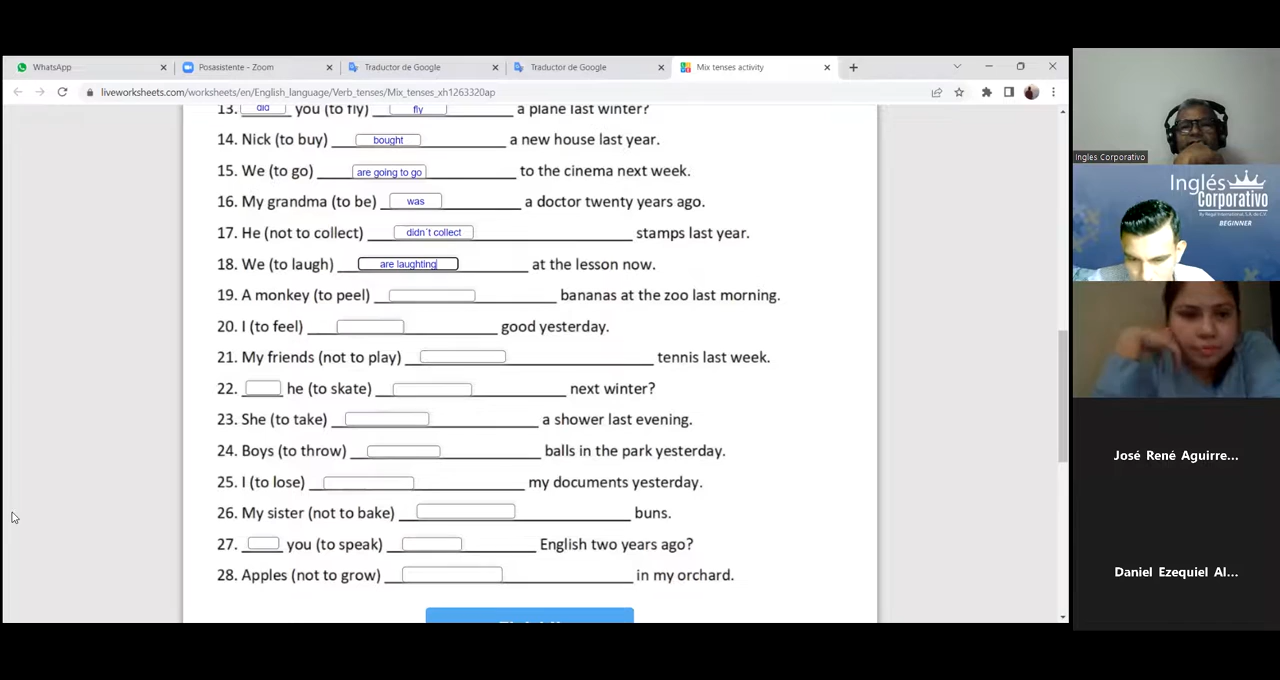 WhatsApp
Posasistente - Zoom
Traductor de Google
Traductor de Google
Mix tenses activity
liveworksheets.com/worksheets/en/English_language/Verb_tenses/Mix_tenses_xh1263320ap
13. did you (to fly) fly a plane last winter?
14. Nick (to buy) bought a new house last year.
15. We (to go) are going to go to the cinema next week.
16. My grandma (to be) was a doctor twenty years ago.
17. He (not to collect) didn´t collect stamps last year.
18. We (to laugh) are laughting at the lesson now.
19. A monkey (to peel) bananas at the zoo last morning.
20. I (to feel) good yesterday.
21. My friends (not to play) tennis last week.
22. he (to skate) next winter?
23. She (to take) a shower last evening.
24. Boys (to throw) balls in the park yesterday.
25. I (to lose) my documents yesterday.
26. My sister (not to bake) buns.
27. you (to speak) English two years ago?
28. Apples (not to grow) in my orchard.
Ingles Corporativo
Inglés
Corporativo
By Regal International, S.A. de C.V.
BEGINNER
José René Aguirre...
Daniel Ezequiel Al...